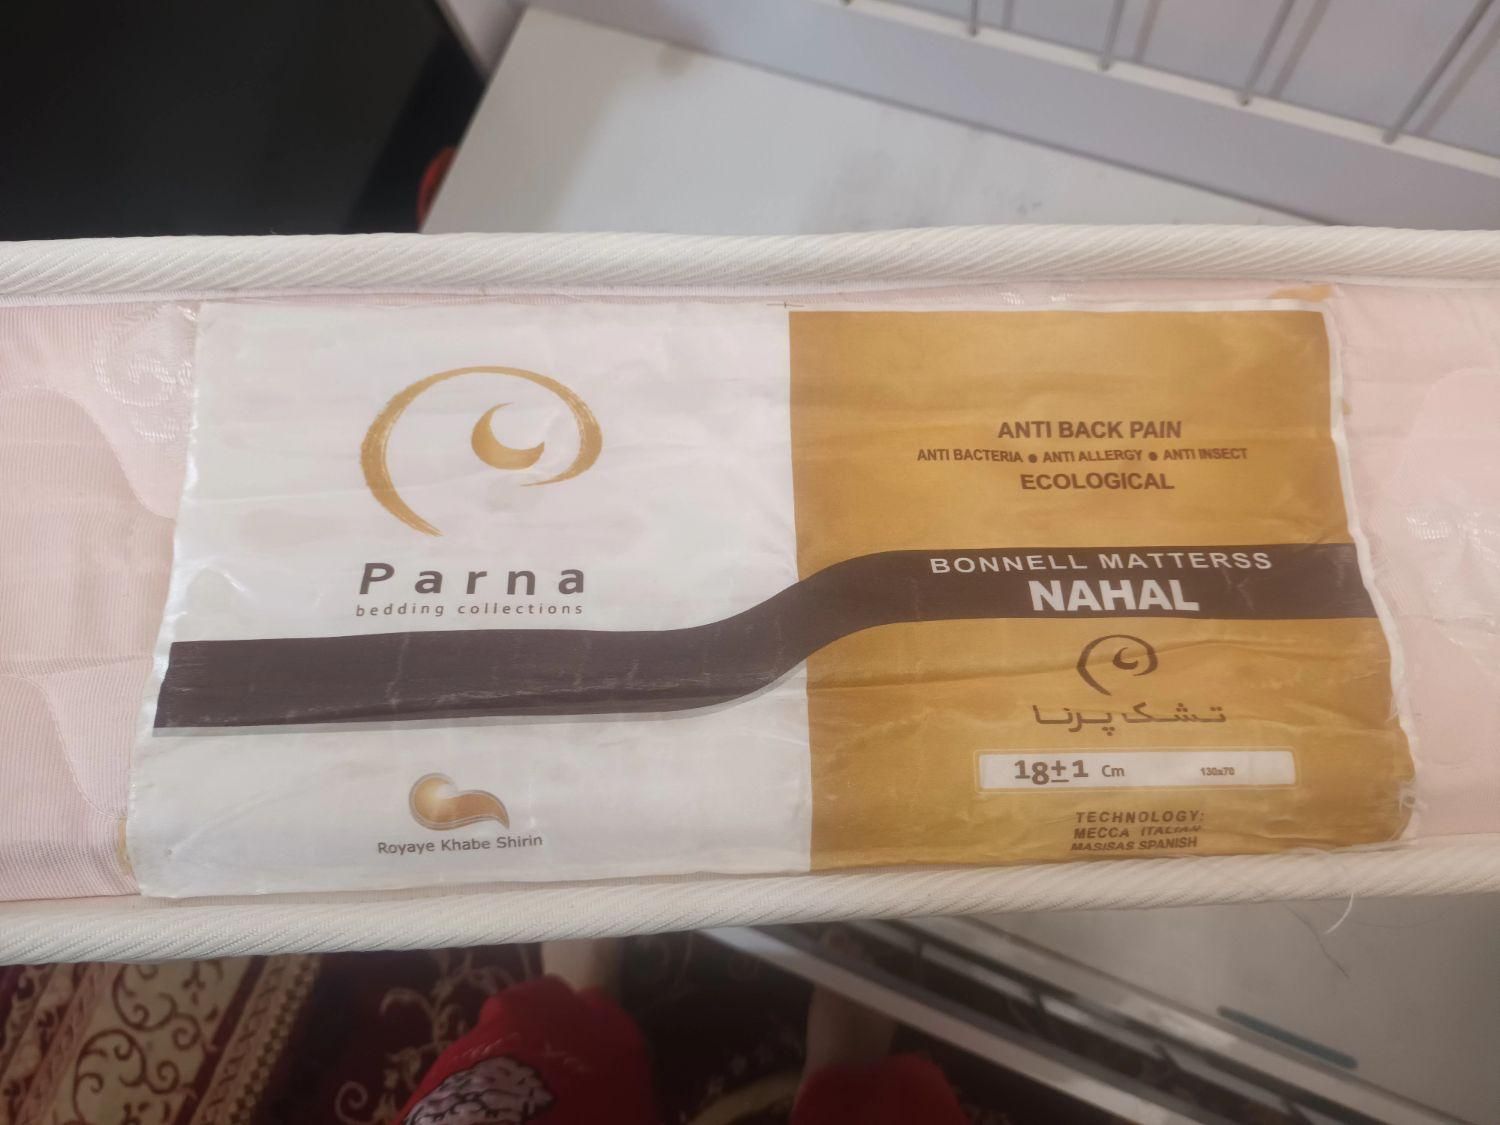 Parna
bedding collections
Royaye Khabe Shirin
ANTI BACK PAIN
ANTI BACTERIA ● ANTI ALLERGY ● ANTI INSECT
ECOLOGICAL
BONNELL MATTERSS
NAHAL
تشک پرنا
18±1 Cm 130x70
TECHNOLOGY:
MECCA ITALIAN
MASISAS SPANISH